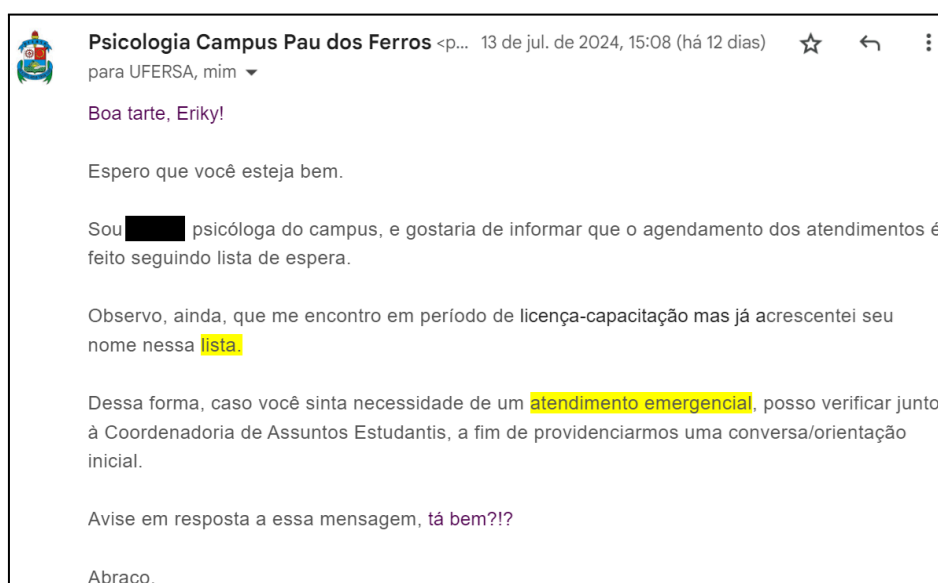 Psicologia Campus Pau dos Ferros <p... 13 de jul. de 2024, 15:08 (há 12 dias)
para UFERSA, mim
Boa tarte, Eriky!
Espero que você esteja bem.
Sou psicóloga do campus, e gostaria de informar que o agendamento dos atendimentos é
feito seguindo lista de espera.
Observo, ainda, que me encontro em período de licença-capacitação mas já acrescentei seu
nome nessa lista.
Dessa forma, caso você sinta necessidade de um atendimento emergencial, posso verificar junto
à Coordenadoria de Assuntos Estudantis, a fim de providenciarmos uma conversa/orientação
inicial.
Avise em resposta a essa mensagem, tá bem?!?
Abraço.